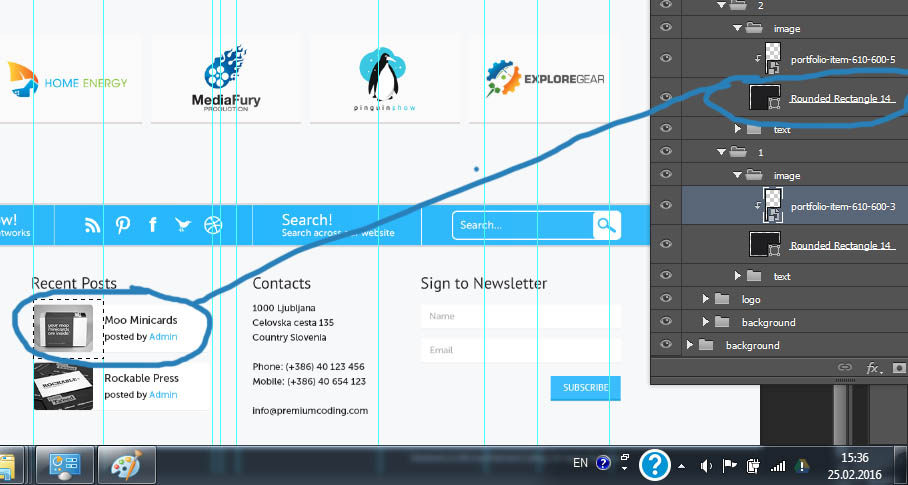 2
image
portfolio-item-610-600-5
Rounded Rectangle 14
text
1
image
portfolio-item-610-600-3
Rounded Rectangle 14
text
logo
background
background
fx
HOME ENERGY
MediaFury
PRODUCTION
pinguinshow
EXPLOREGEAR
w!
etworks
Search!
Search across our website
Search...
Recent Posts
Moo Minicards
posted by Admin
ROCKABLE
Rockable Press
posted by Admin
Contacts
1000 Ljubljana
Celovska cesta 135
Country Slovenia
Phone: (+386) 40 123 456
Mobile: (+386) 40 654 123
info@premiumcoding.com
Sign to Newsletter
Name
Email
SUBSCRIBE
EN
15:36
25.02.2016